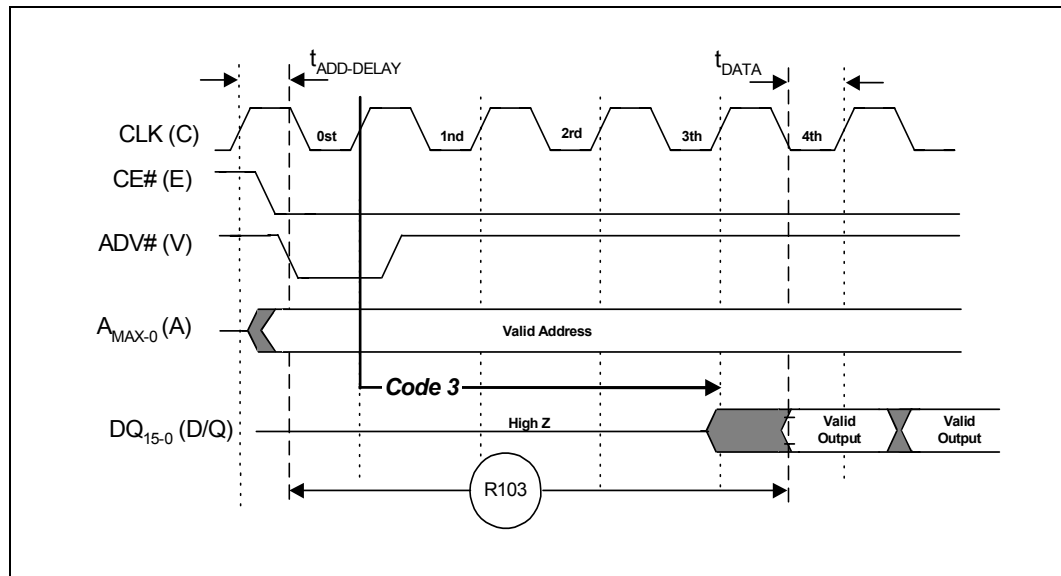 tADD-DELAY
tDATA
CLK (C)
0st 1nd 2rd 3th 4th
CE# (E)
ADV# (V)
AMAX-0 (A)
Valid Address
Code 3
DQ15-0 (D/Q)
High Z
Valid Output
Valid Output
R103